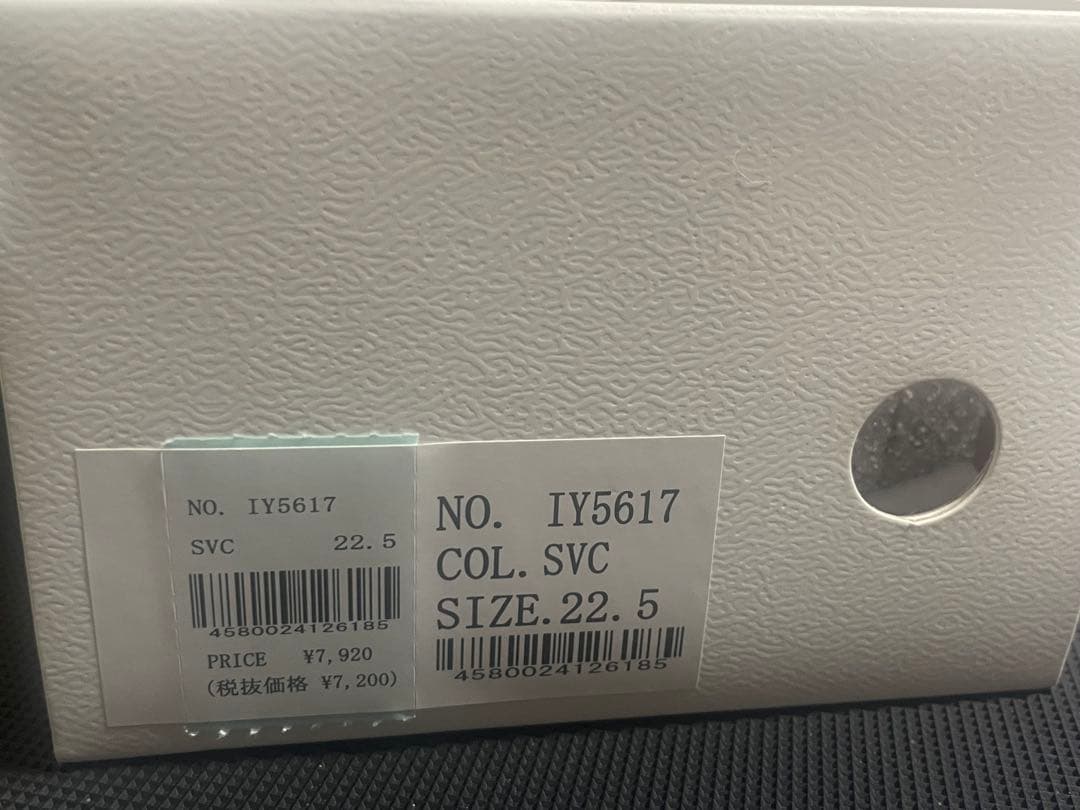 NO. IY5617
SVC 22.5
4580024126185
PRICE ¥7,920
(税抜価格 ¥7,200)
NO. IY5617
COL.SVC
SIZE.22.5
4580024126185